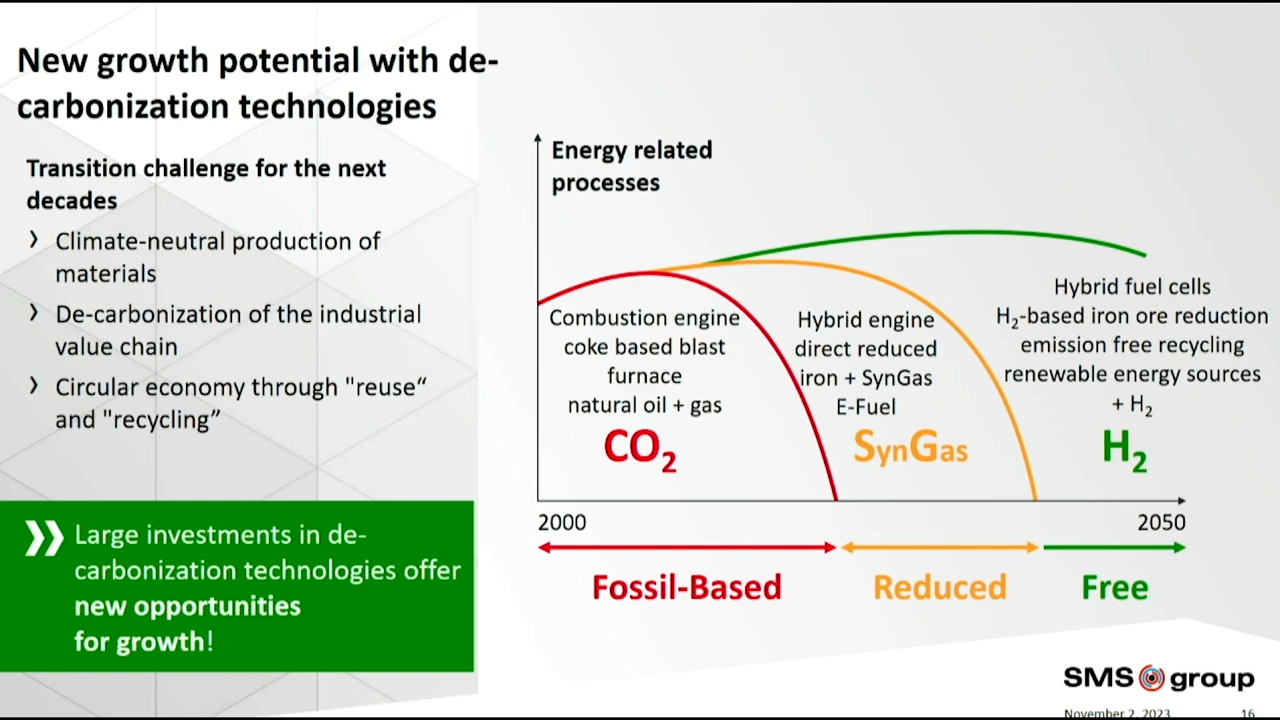 New growth potential with de-
carbonization technologies
Transition challenge for the next
decades
› Climate-neutral production of
materials
› De-carbonization of the industrial
value chain
› Circular economy through "reuse“
and "recycling”
Large investments in de-
carbonization technologies offer
new opportunities
for growth!
Energy related
processes
Combustion engine
coke based blast
furnace
natural oil + gas
CO₂
Hybrid engine
direct reduced
iron + SynGas
E-Fuel
SynGas
Hybrid fuel cells
H₂-based iron ore reduction
emission free recycling
renewable energy sources
+ H₂
H₂
2000
2050
Fossil-Based
Reduced
Free
SMS group
November 2, 2023
16